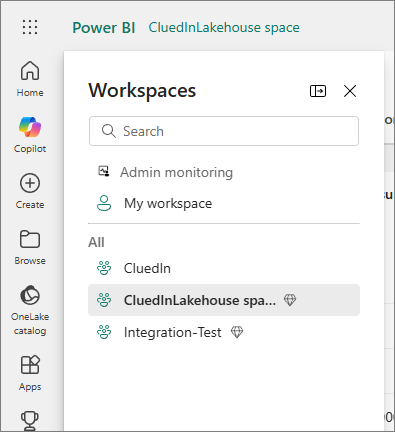 Power BI CluedInLakehouse space
Home
Copilot
Create
Browse
OneLake
catalog
Apps
Workspaces
Search
Admin monitoring
My workspace
All
CluedIn
CluedInLakehouse spa...
Integration-Test